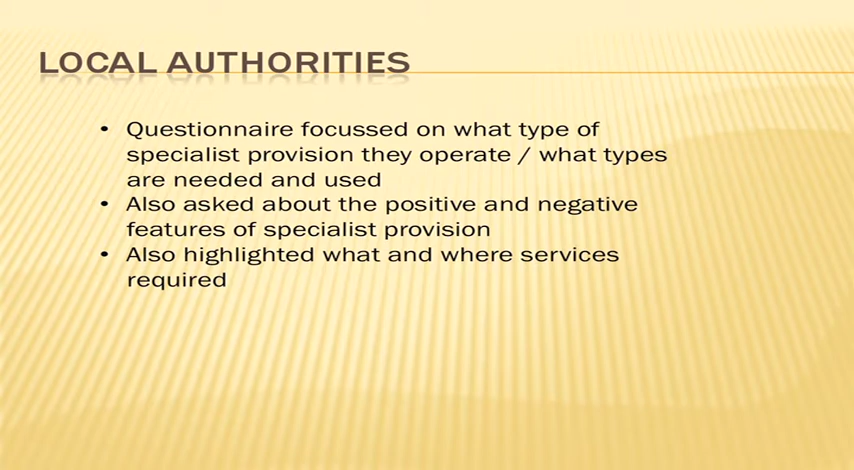 LOCAL AUTHORITIES
• Questionnaire focussed on what type of
specialist provision they operate / what types
are needed and used
• Also asked about the positive and negative
features of specialist provision
• Also highlighted what and where services
required